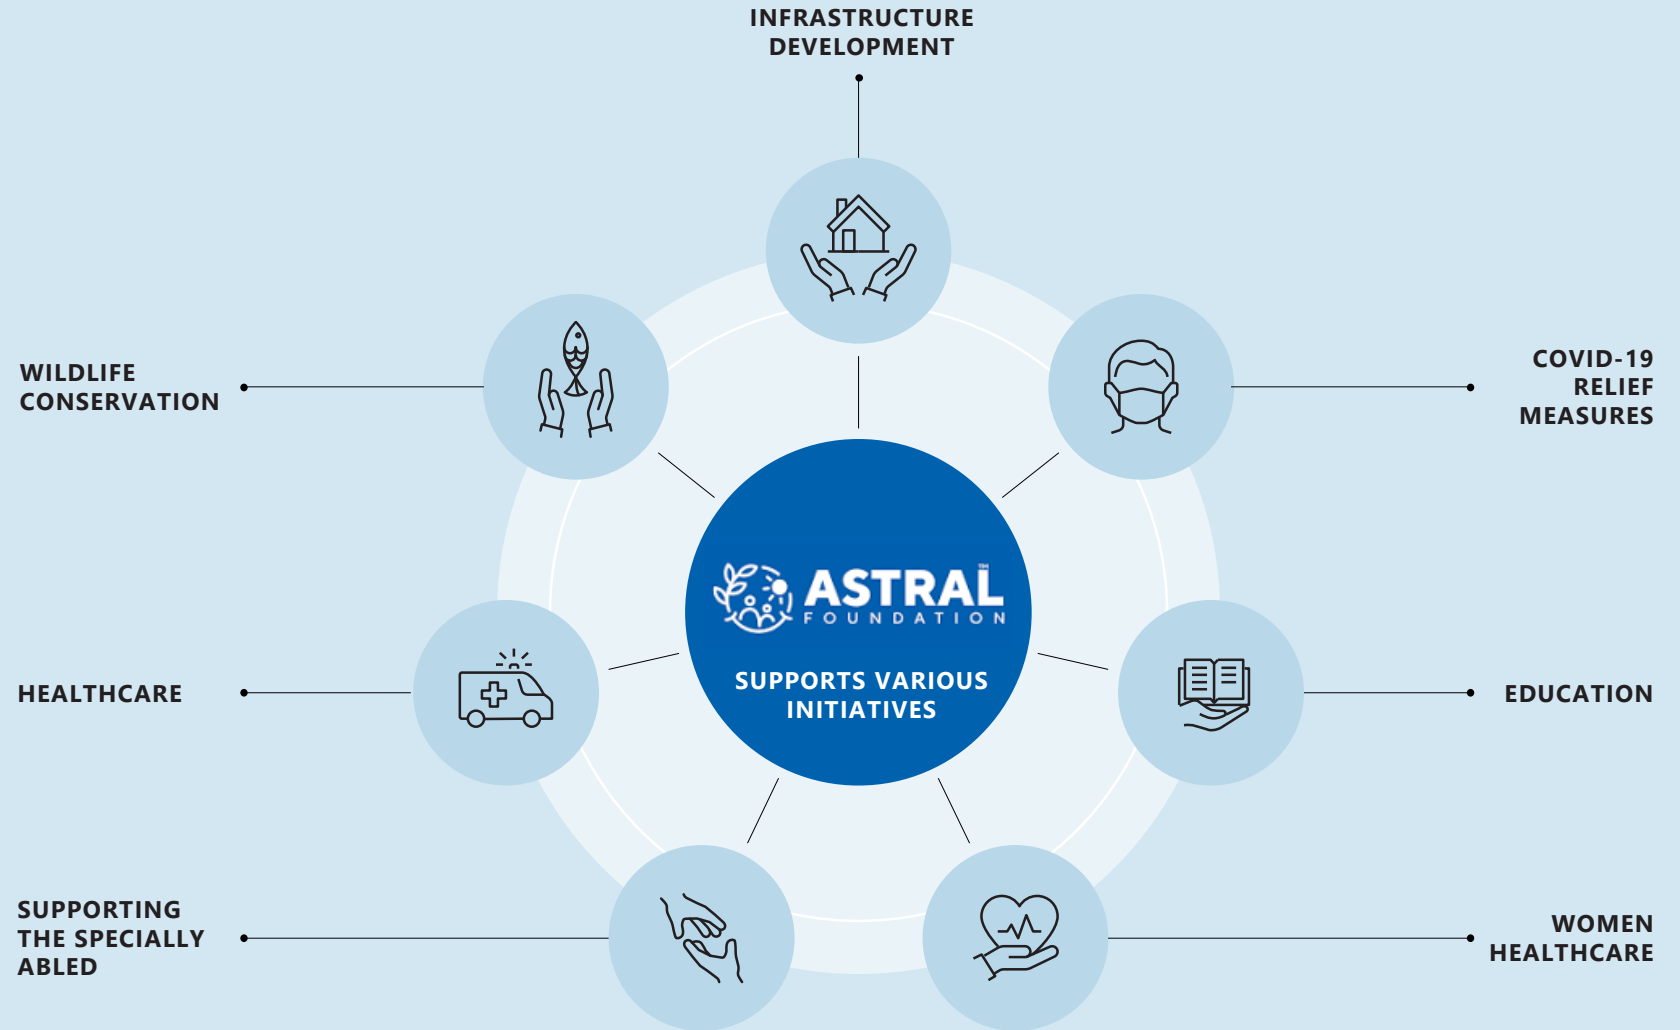 INFRASTRUCTURE
DEVELOPMENT
WILDLIFE
CONSERVATION
COVID-19
RELIEF
MEASURES
ASTRAL™
FOUNDATION
SUPPORTS VARIOUS
INITIATIVES
HEALTHCARE
EDUCATION
SUPPORTING
THE SPECIALLY
ABLED
WOMEN
HEALTHCARE